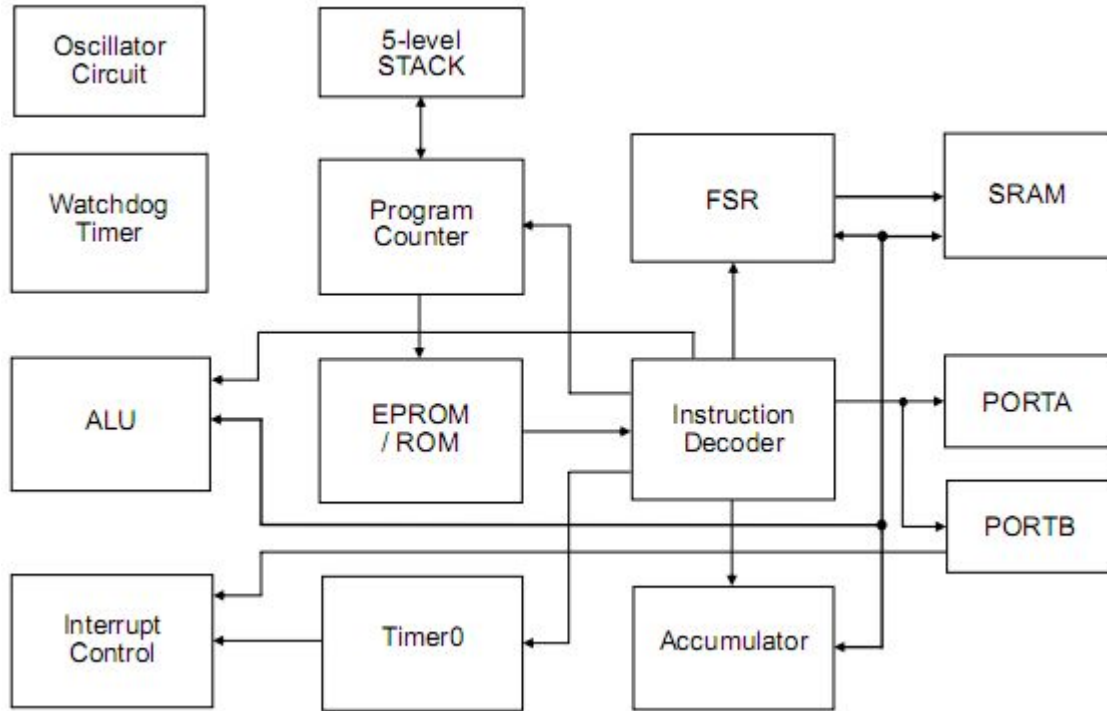 Oscillator
Circuit
5-level
STACK
Watchdog
Timer
Program
Counter
FSR
SRAM
ALU
EPROM
/ ROM
Instruction
Decoder
PORTA
PORTB
Interrupt
Control
Timer0
Accumulator